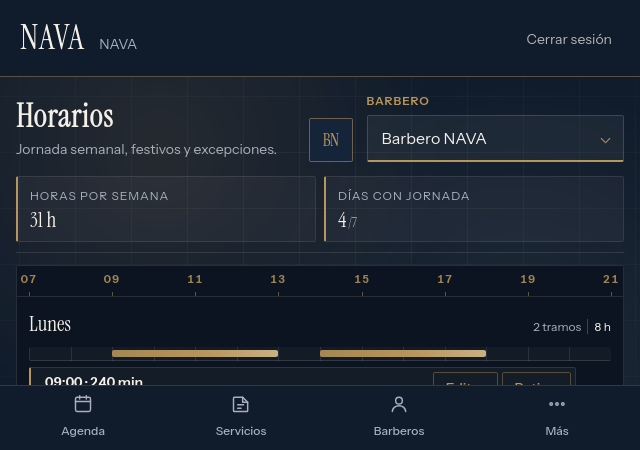 NAVA NAVA Cerrar sesión
Horarios
Jornada semanal, festivos y excepciones.
BN
BARBERO
Barbero NAVA
HORAS POR SEMANA
31 h
DÍAS CON JORNADA
4/7
07 09 11 13 15 17 19 21
Lunes 2 tramos 8 h
09:00·240 min
Agenda Servicios Barberos Más